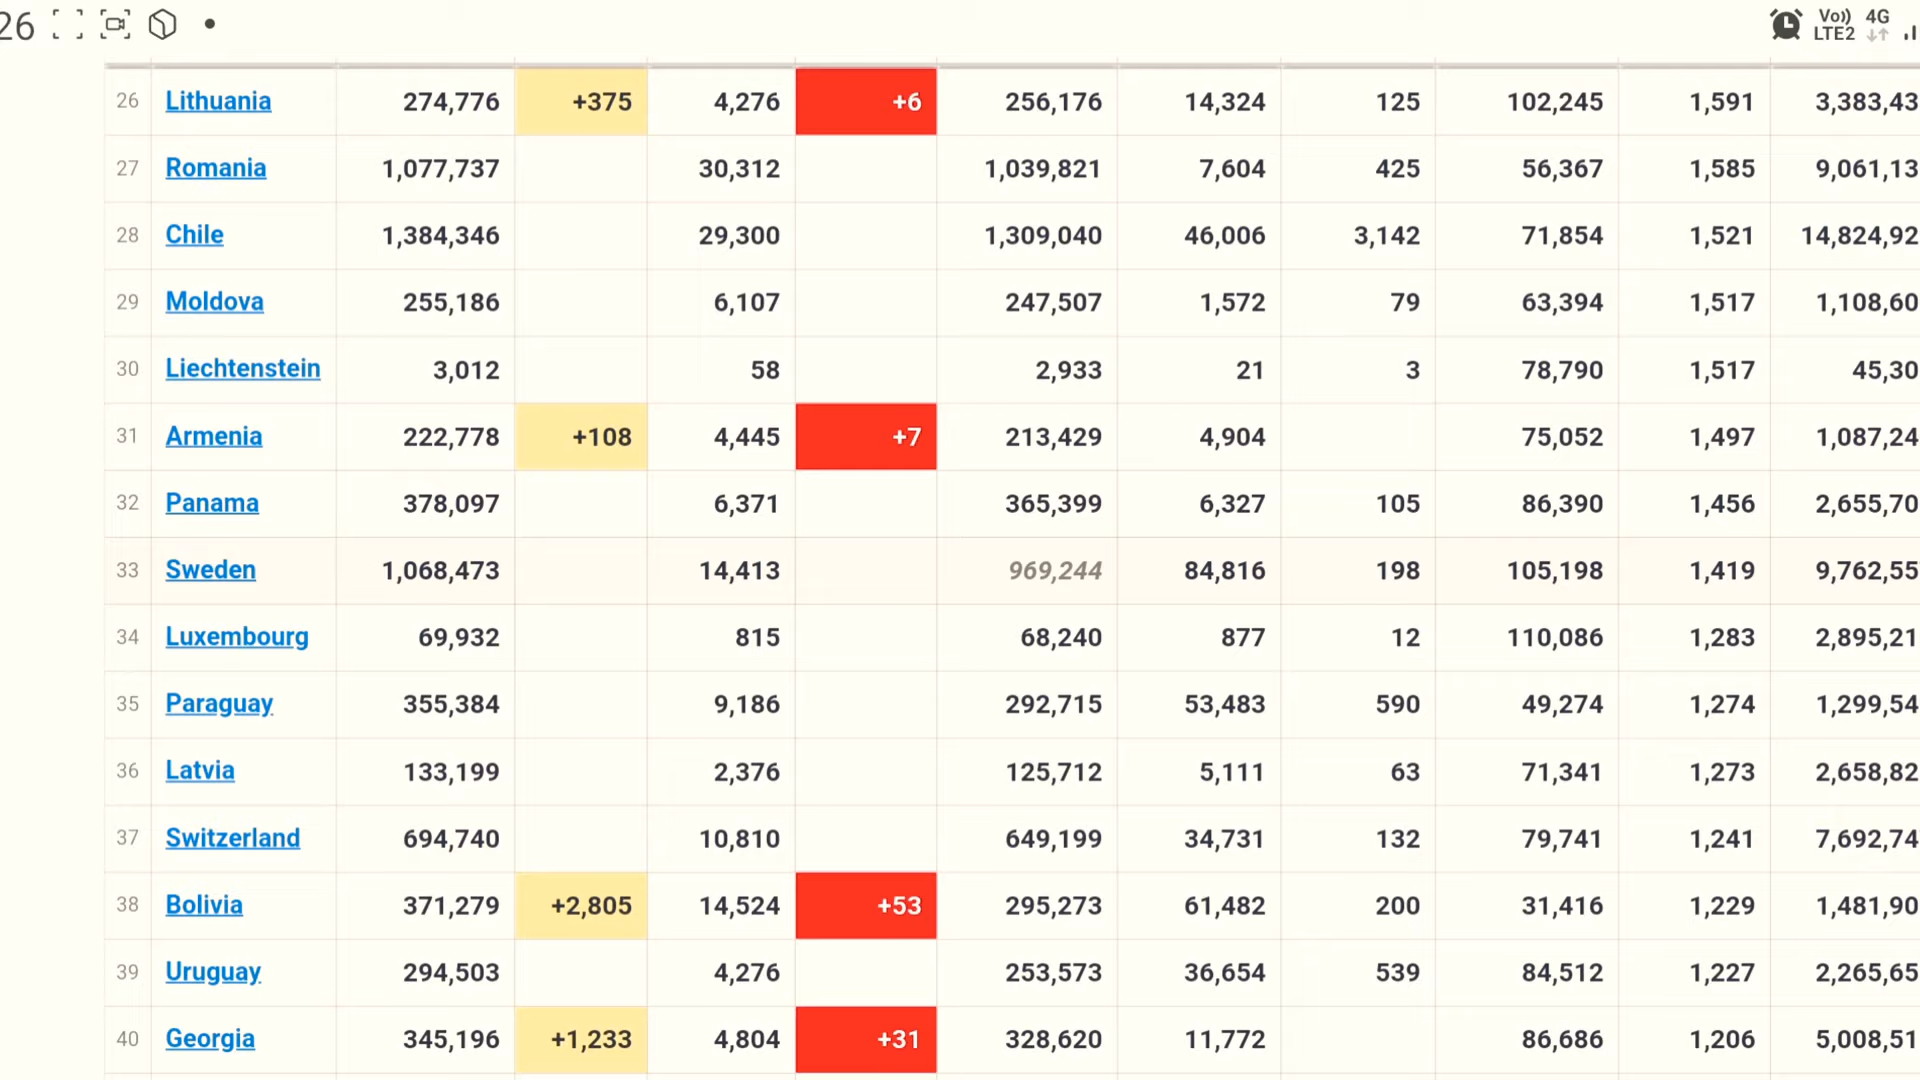 26 Vo)) LTE2 4G
26 Lithuania 274,776 +375 4,276 +6 256,176 14,324 125 102,245 1,591 3,383,43
27 Romania 1,077,737 30,312 1,039,821 7,604 425 56,367 1,585 9,061,13
28 Chile 1,384,346 29,300 1,309,040 46,006 3,142 71,854 1,521 14,824,92
29 Moldova 255,186 6,107 247,507 1,572 79 63,394 1,517 1,108,60
30 Liechtenstein 3,012 58 2,933 21 3 78,790 1,517 45,30
31 Armenia 222,778 +108 4,445 +7 213,429 4,904 75,052 1,497 1,087,24
32 Panama 378,097 6,371 365,399 6,327 105 86,390 1,456 2,655,70
33 Sweden 1,068,473 14,413 969,244 84,816 198 105,198 1,419 9,762,55
34 Luxembourg 69,932 815 68,240 877 12 110,086 1,283 2,895,21
35 Paraguay 355,384 9,186 292,715 53,483 590 49,274 1,274 1,299,54
36 Latvia 133,199 2,376 125,712 5,111 63 71,341 1,273 2,658,82
37 Switzerland 694,740 10,810 649,199 34,731 132 79,741 1,241 7,692,74
38 Bolivia 371,279 +2,805 14,524 +53 295,273 61,482 200 31,416 1,229 1,481,90
39 Uruguay 294,503 4,276 253,573 36,654 539 84,512 1,227 2,265,65
40 Georgia 345,196 +1,233 4,804 +31 328,620 11,772 86,686 1,206 5,008,51